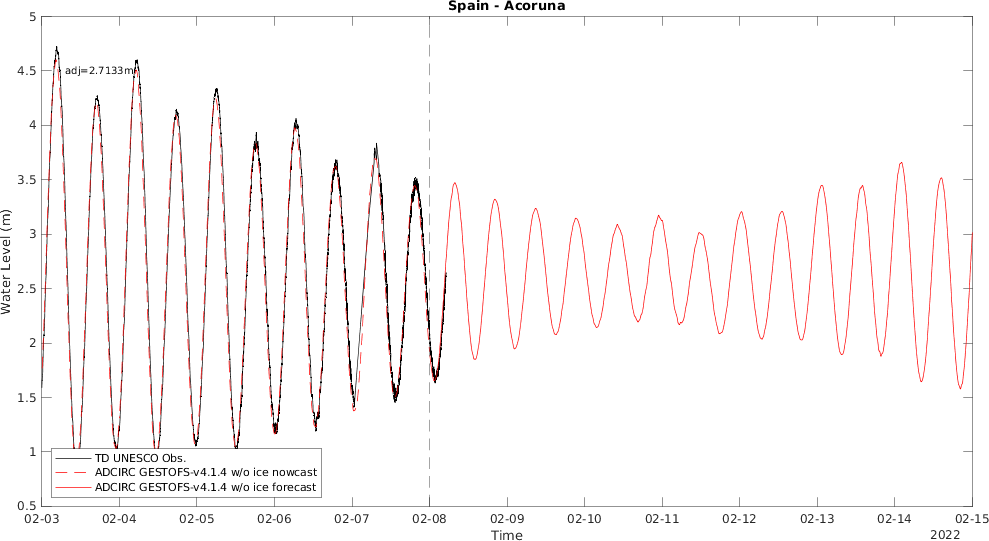 Spain - Acoruna
5
4.5
4
3.5
3
2.5
2
1.5
1
0.5
Water Level (m)
adj=2.7133m
TD UNESCO Obs.
ADCIRC GESTOFS-v4.1.4 w/o ice nowcast
ADCIRC GESTOFS-v4.1.4 w/o ice forecast
02-03 02-04 02-05 02-06 02-07 02-08 02-09 02-10 02-11 02-12 02-13 02-14 02-15
Time
2022